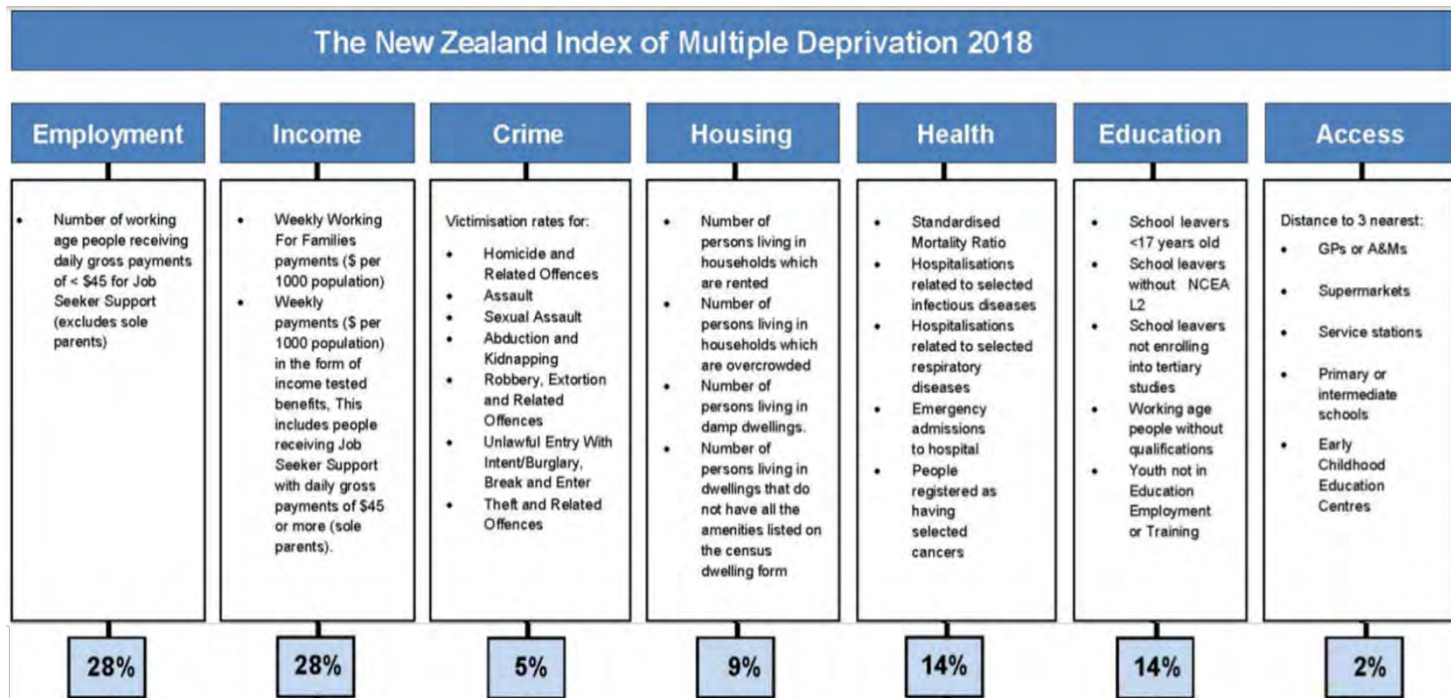 The New Zealand Index of Multiple Deprivation 2018
Employment
• Number of working
age people receiving
daily gross payments
of < $45 for Job
Seeker Support
(excludes sole
parents)
28%
Income
• Weekly Working
For Families
payments ($ per
1000 population)
• Weekly
payments ($ per
1000 population)
in the form of
income tested
benefits, This
includes people
receiving Job
Seeker Support
with daily gross
payments of $45
or more (sole
parents).
28%
Crime
Victimisation rates for:
• Homicide and
Related Offences
• Assault
• Sexual Assault
• Abduction and
Kidnapping
• Robbery, Extortion
and Related
Offences
• Unlawful Entry With
Intent/Burglary,
Break and Enter
• Theft and Related
Offences
5%
Housing
• Number of
persons living in
households which
are rented
• Number of
persons living in
households which
are overcrowded
• Number of
persons living in
damp dwellings.
• Number of
persons living in
dwellings that do
not have all the
amenities listed on
the census
dwelling form
9%
Health
• Standardised
Mortality Ratio
• Hospitalisations
related to selected
infectious diseases
• Hospitalisations
related to selected
respiratory
diseases
• Emergency
admissions
to hospital
• People
registered as
having
selected
cancers
14%
Education
• School leavers
<17 years old
• School leavers
without NCEA
L2
• School leavers
not enrolling
into tertiary
studies
• Working age
people without
qualifications
• Youth not in
Education
Employment
or Training
14%
Access
Distance to 3 nearest:
• GPs or A&Ms
• Supermarkets
• Service stations
• Primary or
intermediate
schools
• Early
Childhood
Education
Centres
2%